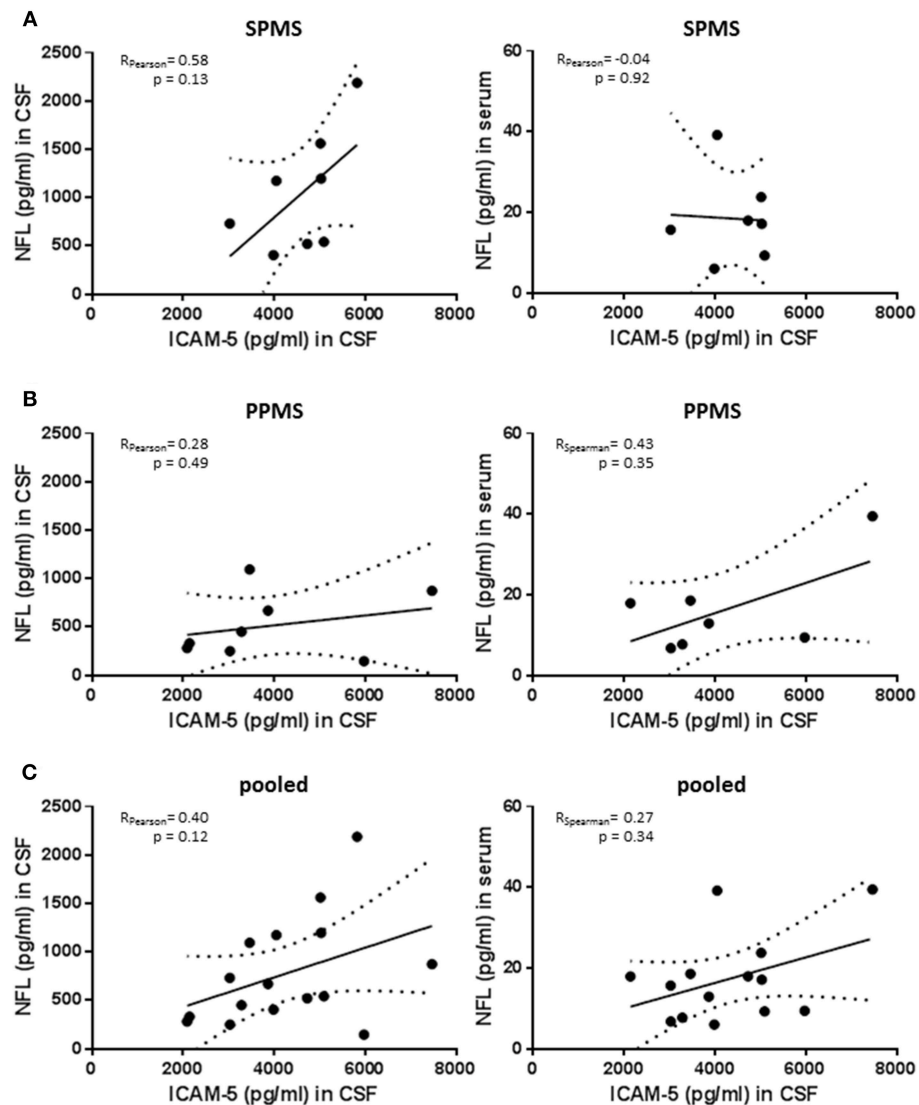 A
SPMS
R Pearson= 0.58
p = 0.13
2500
2000
1500
1000
500
0
NFL (pg/ml) in CSF
0 2000 4000 6000 8000
ICAM-5 (pg/ml) in CSF
SPMS
R Pearson= -0.04
p = 0.92
60
40
20
0
NFL (pg/ml) in serum
0 2000 4000 6000 8000
ICAM-5 (pg/ml) in CSF
B
PPMS
R Pearson= 0.28
p = 0.49
2500
2000
1500
1000
500
0
NFL (pg/ml) in CSF
0 2000 4000 6000 8000
ICAM-5 (pg/ml) in CSF
PPMS
R Spearman= 0.43
p = 0.35
60
40
20
0
NFL (pg/ml) in serum
0 2000 4000 6000 8000
ICAM-5 (pg/ml) in CSF
C
pooled
R Pearson= 0.40
p = 0.12
2500
2000
1500
1000
500
0
NFL (pg/ml) in CSF
0 2000 4000 6000 8000
ICAM-5 (pg/ml) in CSF
pooled
R Spearman= 0.27
p = 0.34
60
40
20
0
NFL (pg/ml) in serum
0 2000 4000 6000 8000
ICAM-5 (pg/ml) in CSF